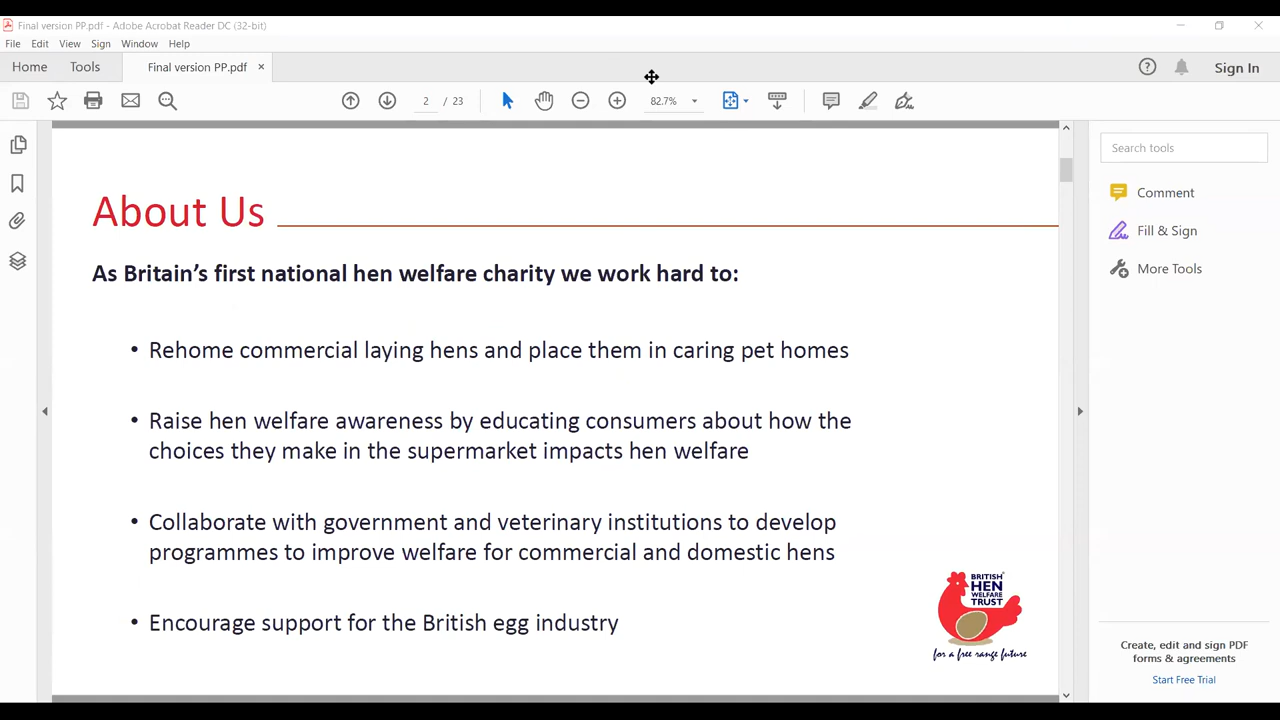 Final version PP.pdf - Adobe Acrobat Reader DC (32-bit)
File Edit View Sign Window Help
Home Tools Final version PP.pdf × Sign In
2 / 23 82.7%
Search tools
Comment
Fill & Sign
More Tools
About Us
As Britain's first national hen welfare charity we work hard to:
• Rehome commercial laying hens and place them in caring pet homes
• Raise hen welfare awareness by educating consumers about how the
choices they make in the supermarket impacts hen welfare
• Collaborate with government and veterinary institutions to develop
programmes to improve welfare for commercial and domestic hens
• Encourage support for the British egg industry
BRITISH
HEN
WELFARE
TRUST
for a free range future
Create, edit and sign PDF
forms & agreements
Start Free Trial